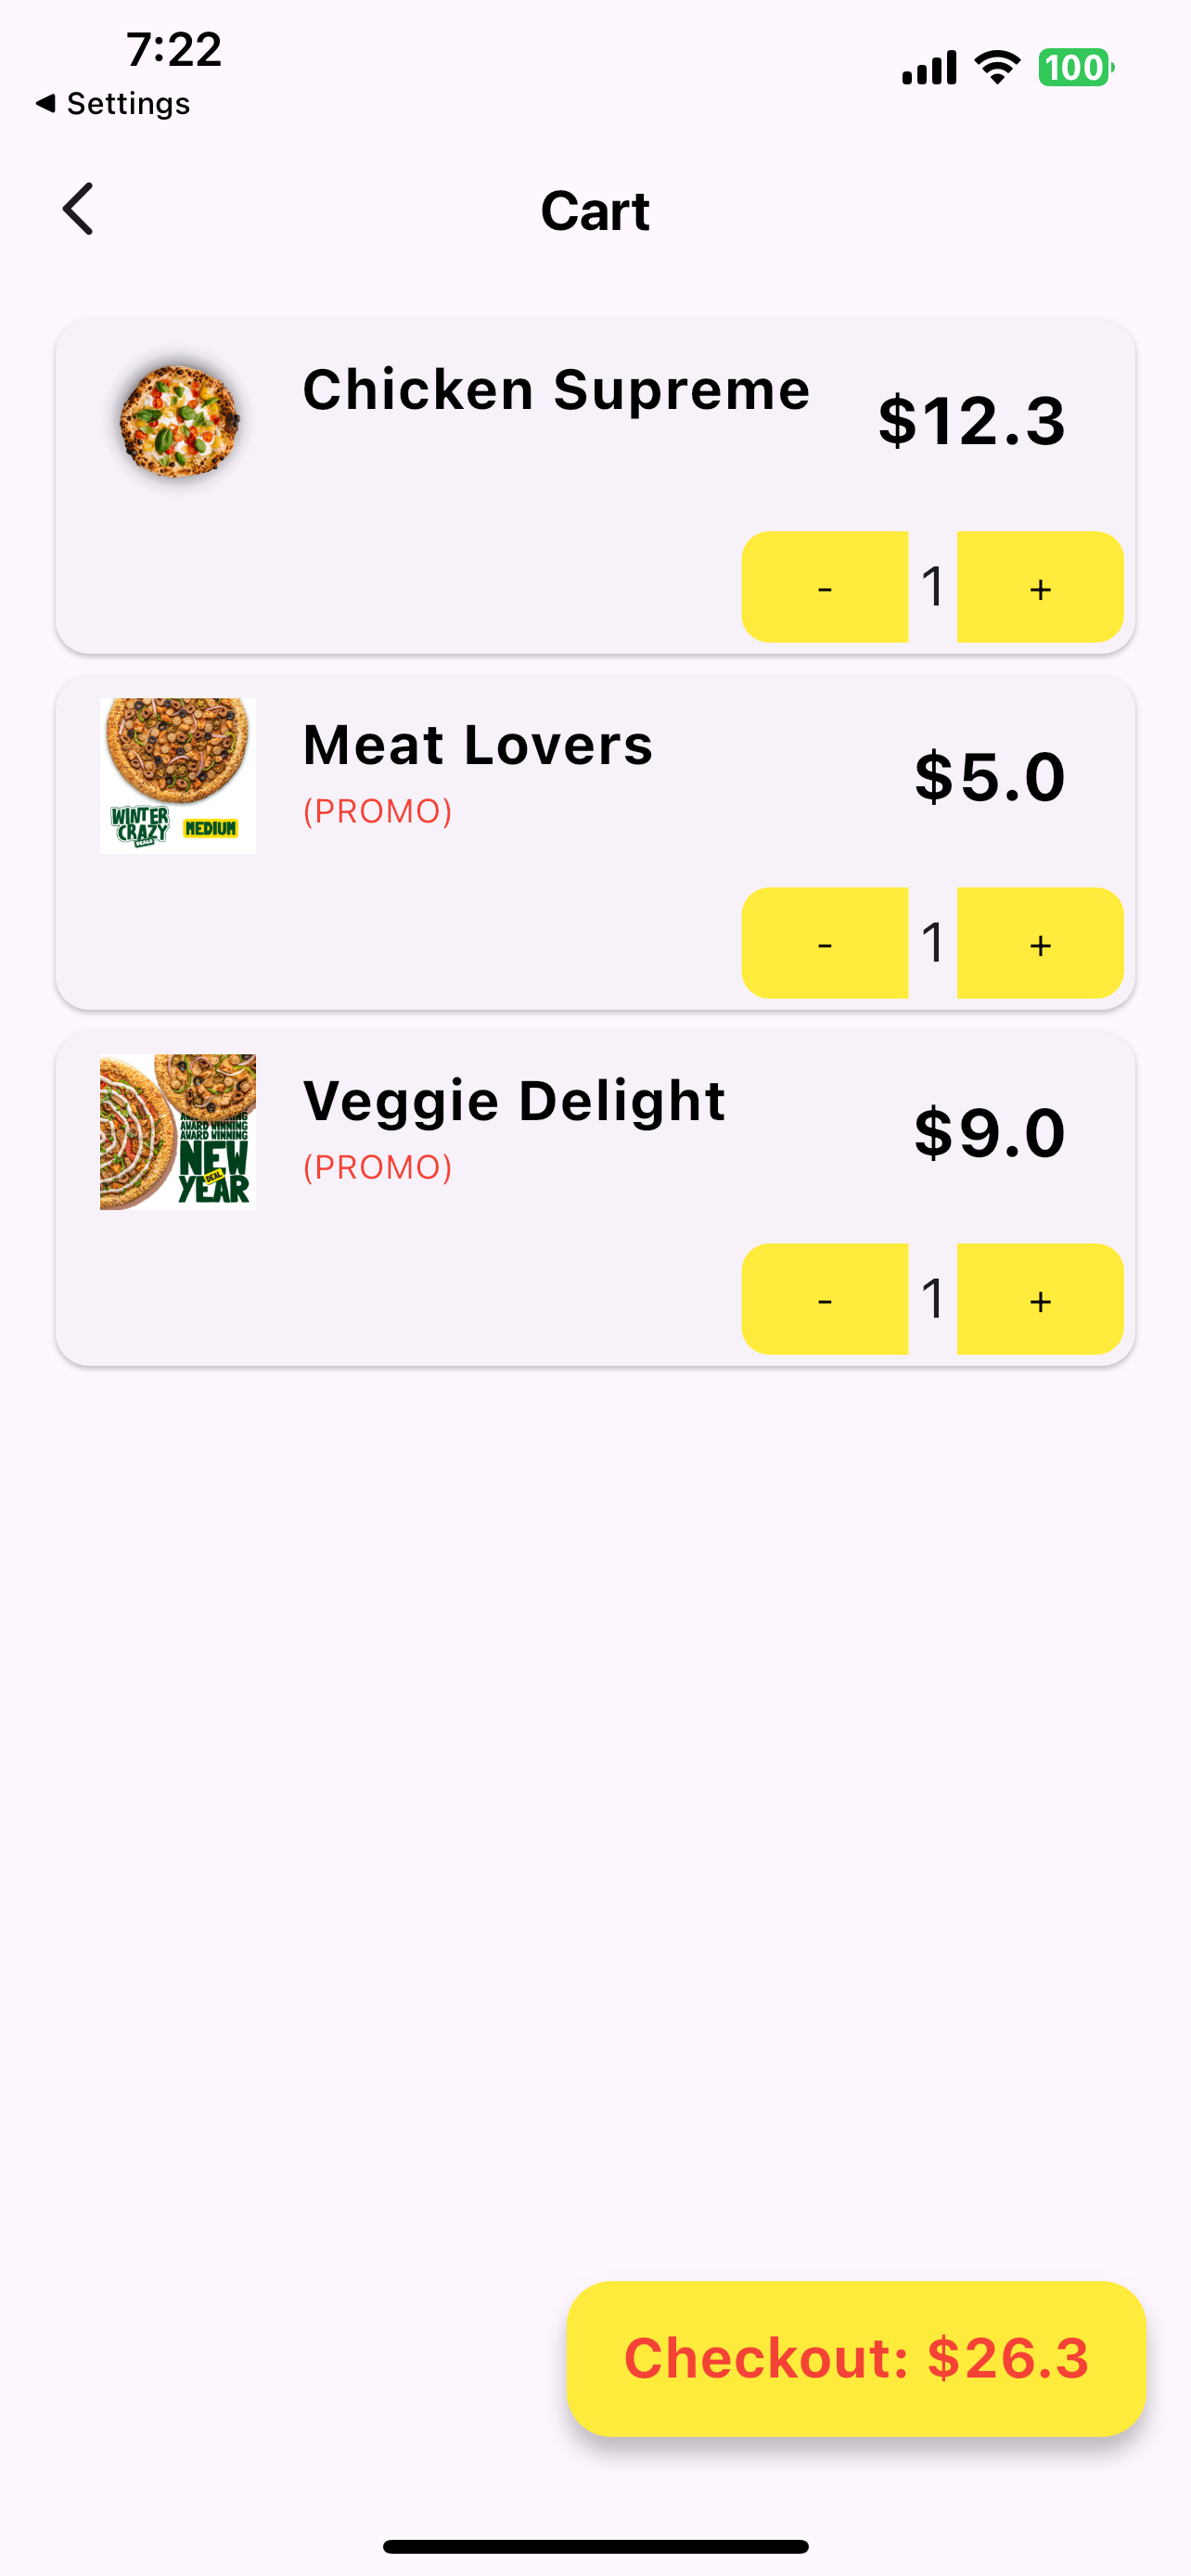 7:22
100
◀ Settings
Cart
Chicken Supreme
$12.3
- 1 +
Meat Lovers
$5.0
(PROMO)
WINTER
CRAZY
DEALS
MEDIUM
- 1 +
Veggie Delight
$9.0
(PROMO)
AWARD WINNING
AWARD WINNING
NEW
DEAL
YEAR
- 1 +
Checkout: $26.3